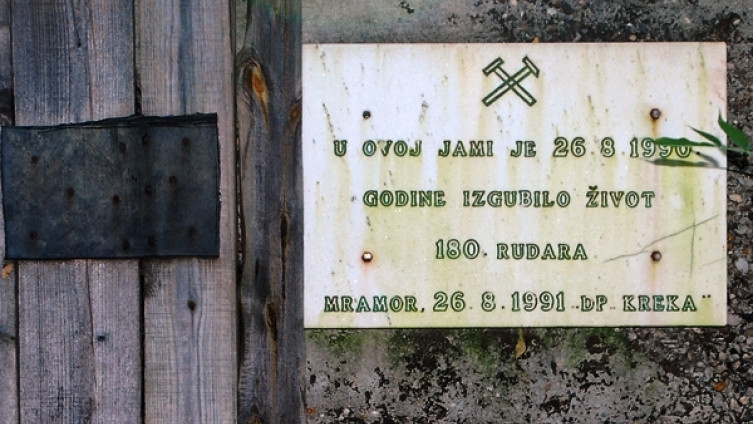 U OVOJ JAMI JE 26 8 1990
GODINE IZGUBILO ŽIVOT
180 RUDARA
MRAMOR, 26.8.1991 „DP KREKA"